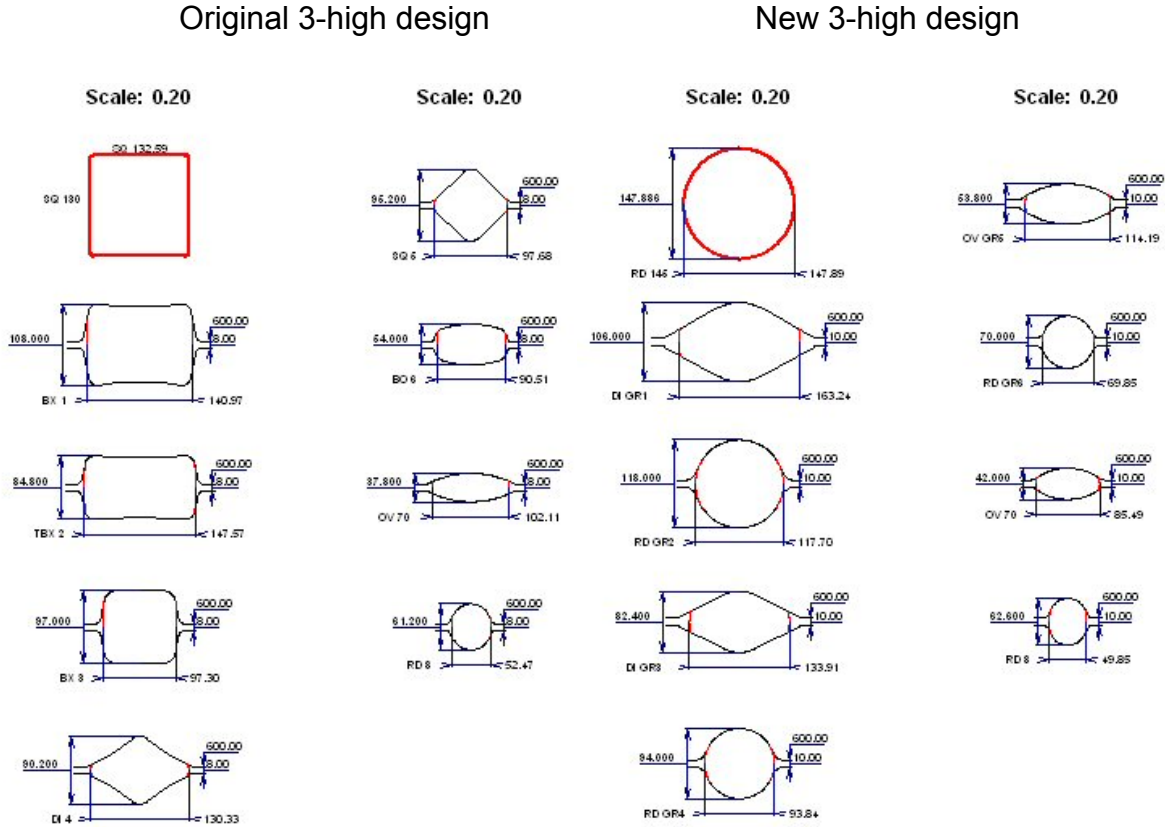 Original 3-high design
New 3-high design
Scale: 0.20
SQ 132.59
SQ 130
108.000
600.00
8.00
BX 1
140.97
84.800
600.00
8.00
TBX 2
147.57
97.000
600.00
8.00
BX 3
97.30
90.200
600.00
8.00
DI 4
130.33
Scale: 0.20
95.200
600.00
8.00
SQ 5
97.68
54.000
600.00
8.00
BO 6
90.51
37.800
600.00
8.00
OV 70
102.11
61.200
600.00
8.00
RD 8
52.47
Scale: 0.20
147.886
RD 145
147.89
106.000
600.00
10.00
DI GR1
163.24
118.000
600.00
10.00
RD GR2
117.70
82.400
600.00
10.00
DI GR3
133.91
94.000
600.00
10.00
RD GR4
93.84
Scale: 0.20
53.800
600.00
10.00
OV GR5
114.19
70.000
600.00
10.00
RD GR6
69.85
42.000
600.00
10.00
OV 70
85.49
62.600
600.00
10.00
RD 8
49.85